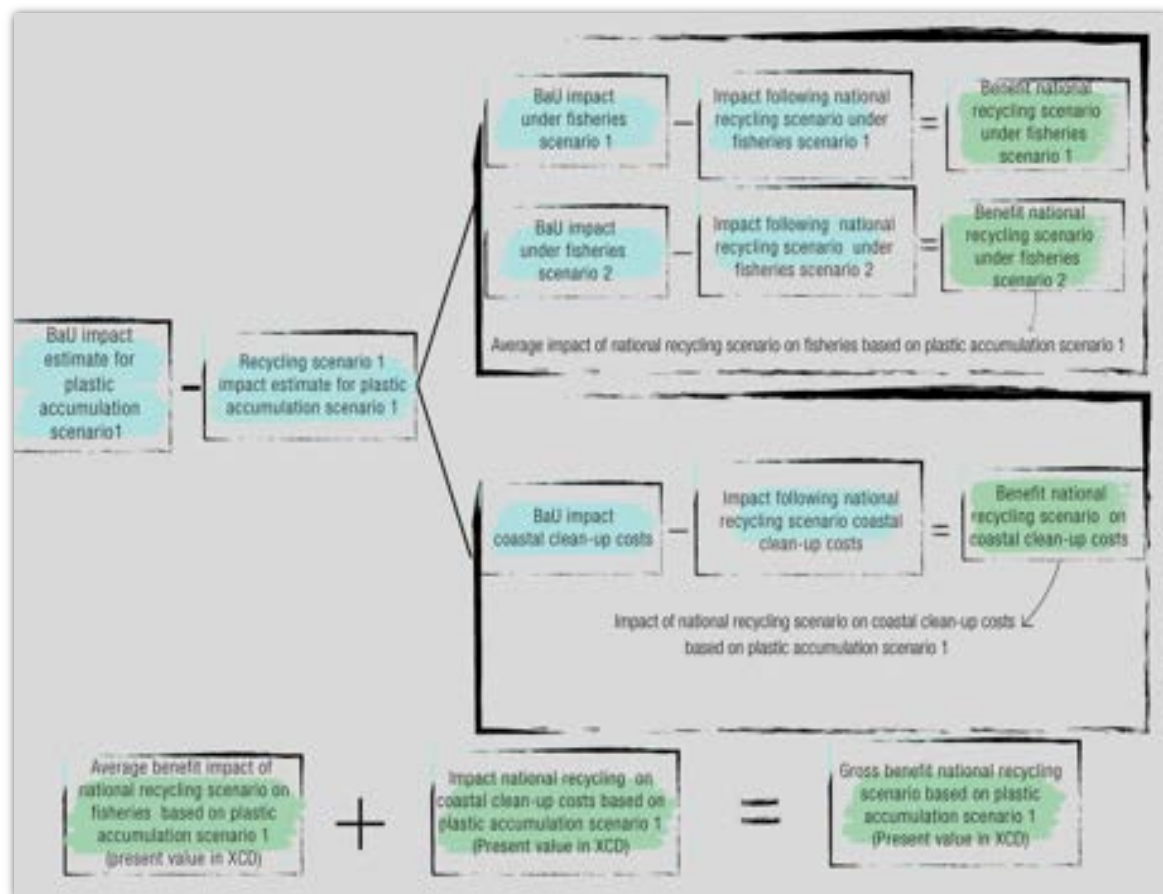 BaU impact
under fisheries
scenario 1
–
Impact following national
recycling scenario under
fisheries scenario 1
=
Benefit national
recycling scenario
under fisheries
scenario 1
BaU impact
under fisheries
scenario 2
–
Impact following national
recycling scenario under
fisheries scenario 2
=
Benefit national
recycling scenario
under fisheries
scenario 2
Average impact of national recycling scenario on fisheries based on plastic accumulation scenario 1
BaU impact
estimate for
plastic
accumulation
scenario1
-
Recycling scenario 1
impact estimate for plastic
accumulation scenario 1
BaU impact
coastal clean-up costs
–
Impact following national
recycling scenario coastal
clean-up costs
=
Benefit national
recycling scenario on
coastal clean-up costs
Impact of national recycling scenario on coastal clean-up costs
based on plastic accumulation scenario 1
Average benefit impact of
national recycling scenario on
fisheries based on plastic
accumulation scenario 1
(present value in XCD)
+
Impact national recycling on
coastal clean-up costs based on
plastic accumulation scenario 1
(Present value in XCD)
=
Gross benefit national recycling
scenario based on plastic
accumulation scenario 1
(Present value in XCD)